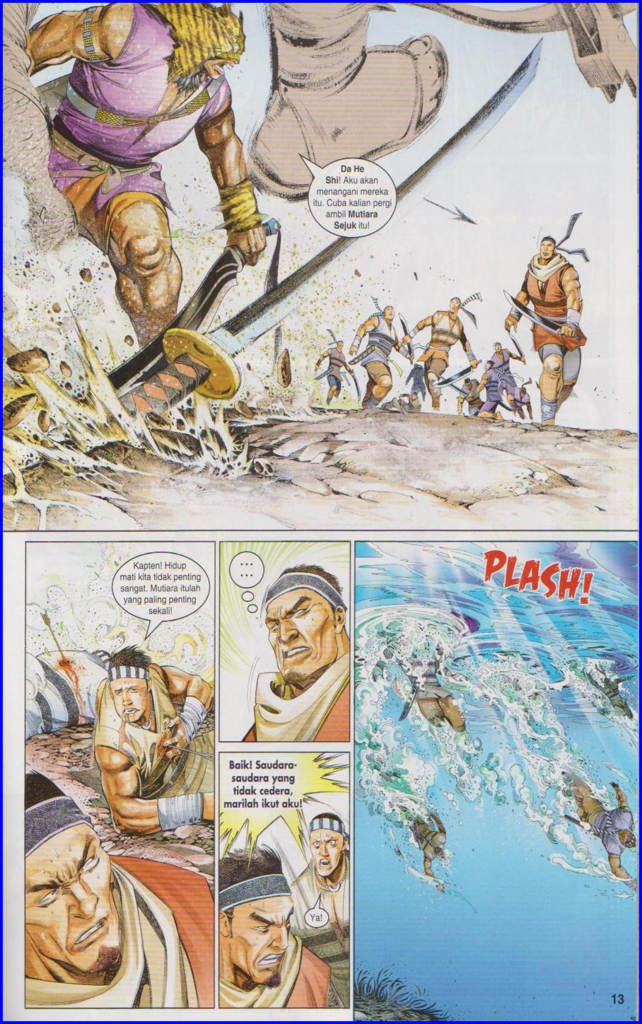 Da He
Shi! Aku akan
menangani mereka
itu. Cuba kalian pergi
ambil Mutiara
Sejuk itu!
Kapten! Hidup
mati kita tidak penting
sangat. Mutiara itulah
yang paling penting
sekali!
...
...
Baik! Saudara-
saudara yang
tidak cedera,
marilah ikut aku!
Ya!
PLASH!
13